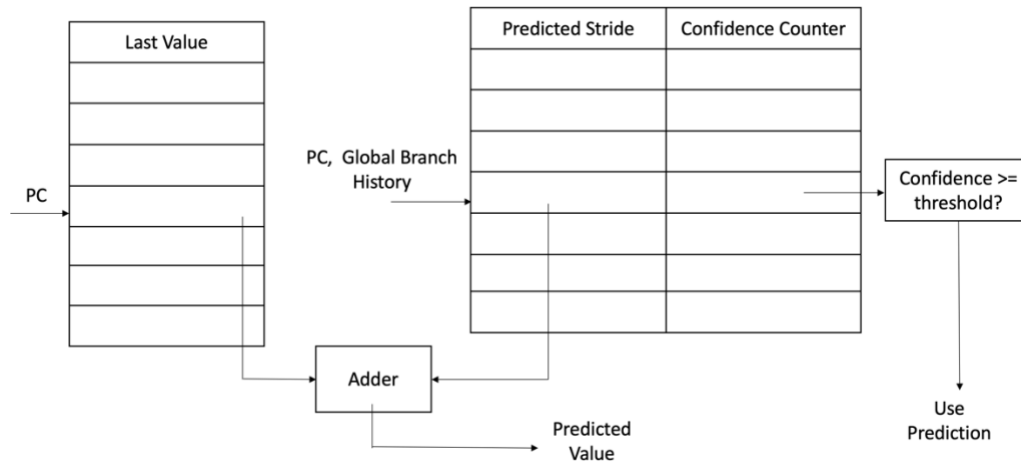 Last Value
Predicted Stride
Confidence Counter
PC
PC, Global Branch
History
Confidence >=
threshold?
Adder
Predicted
Value
Use
Prediction